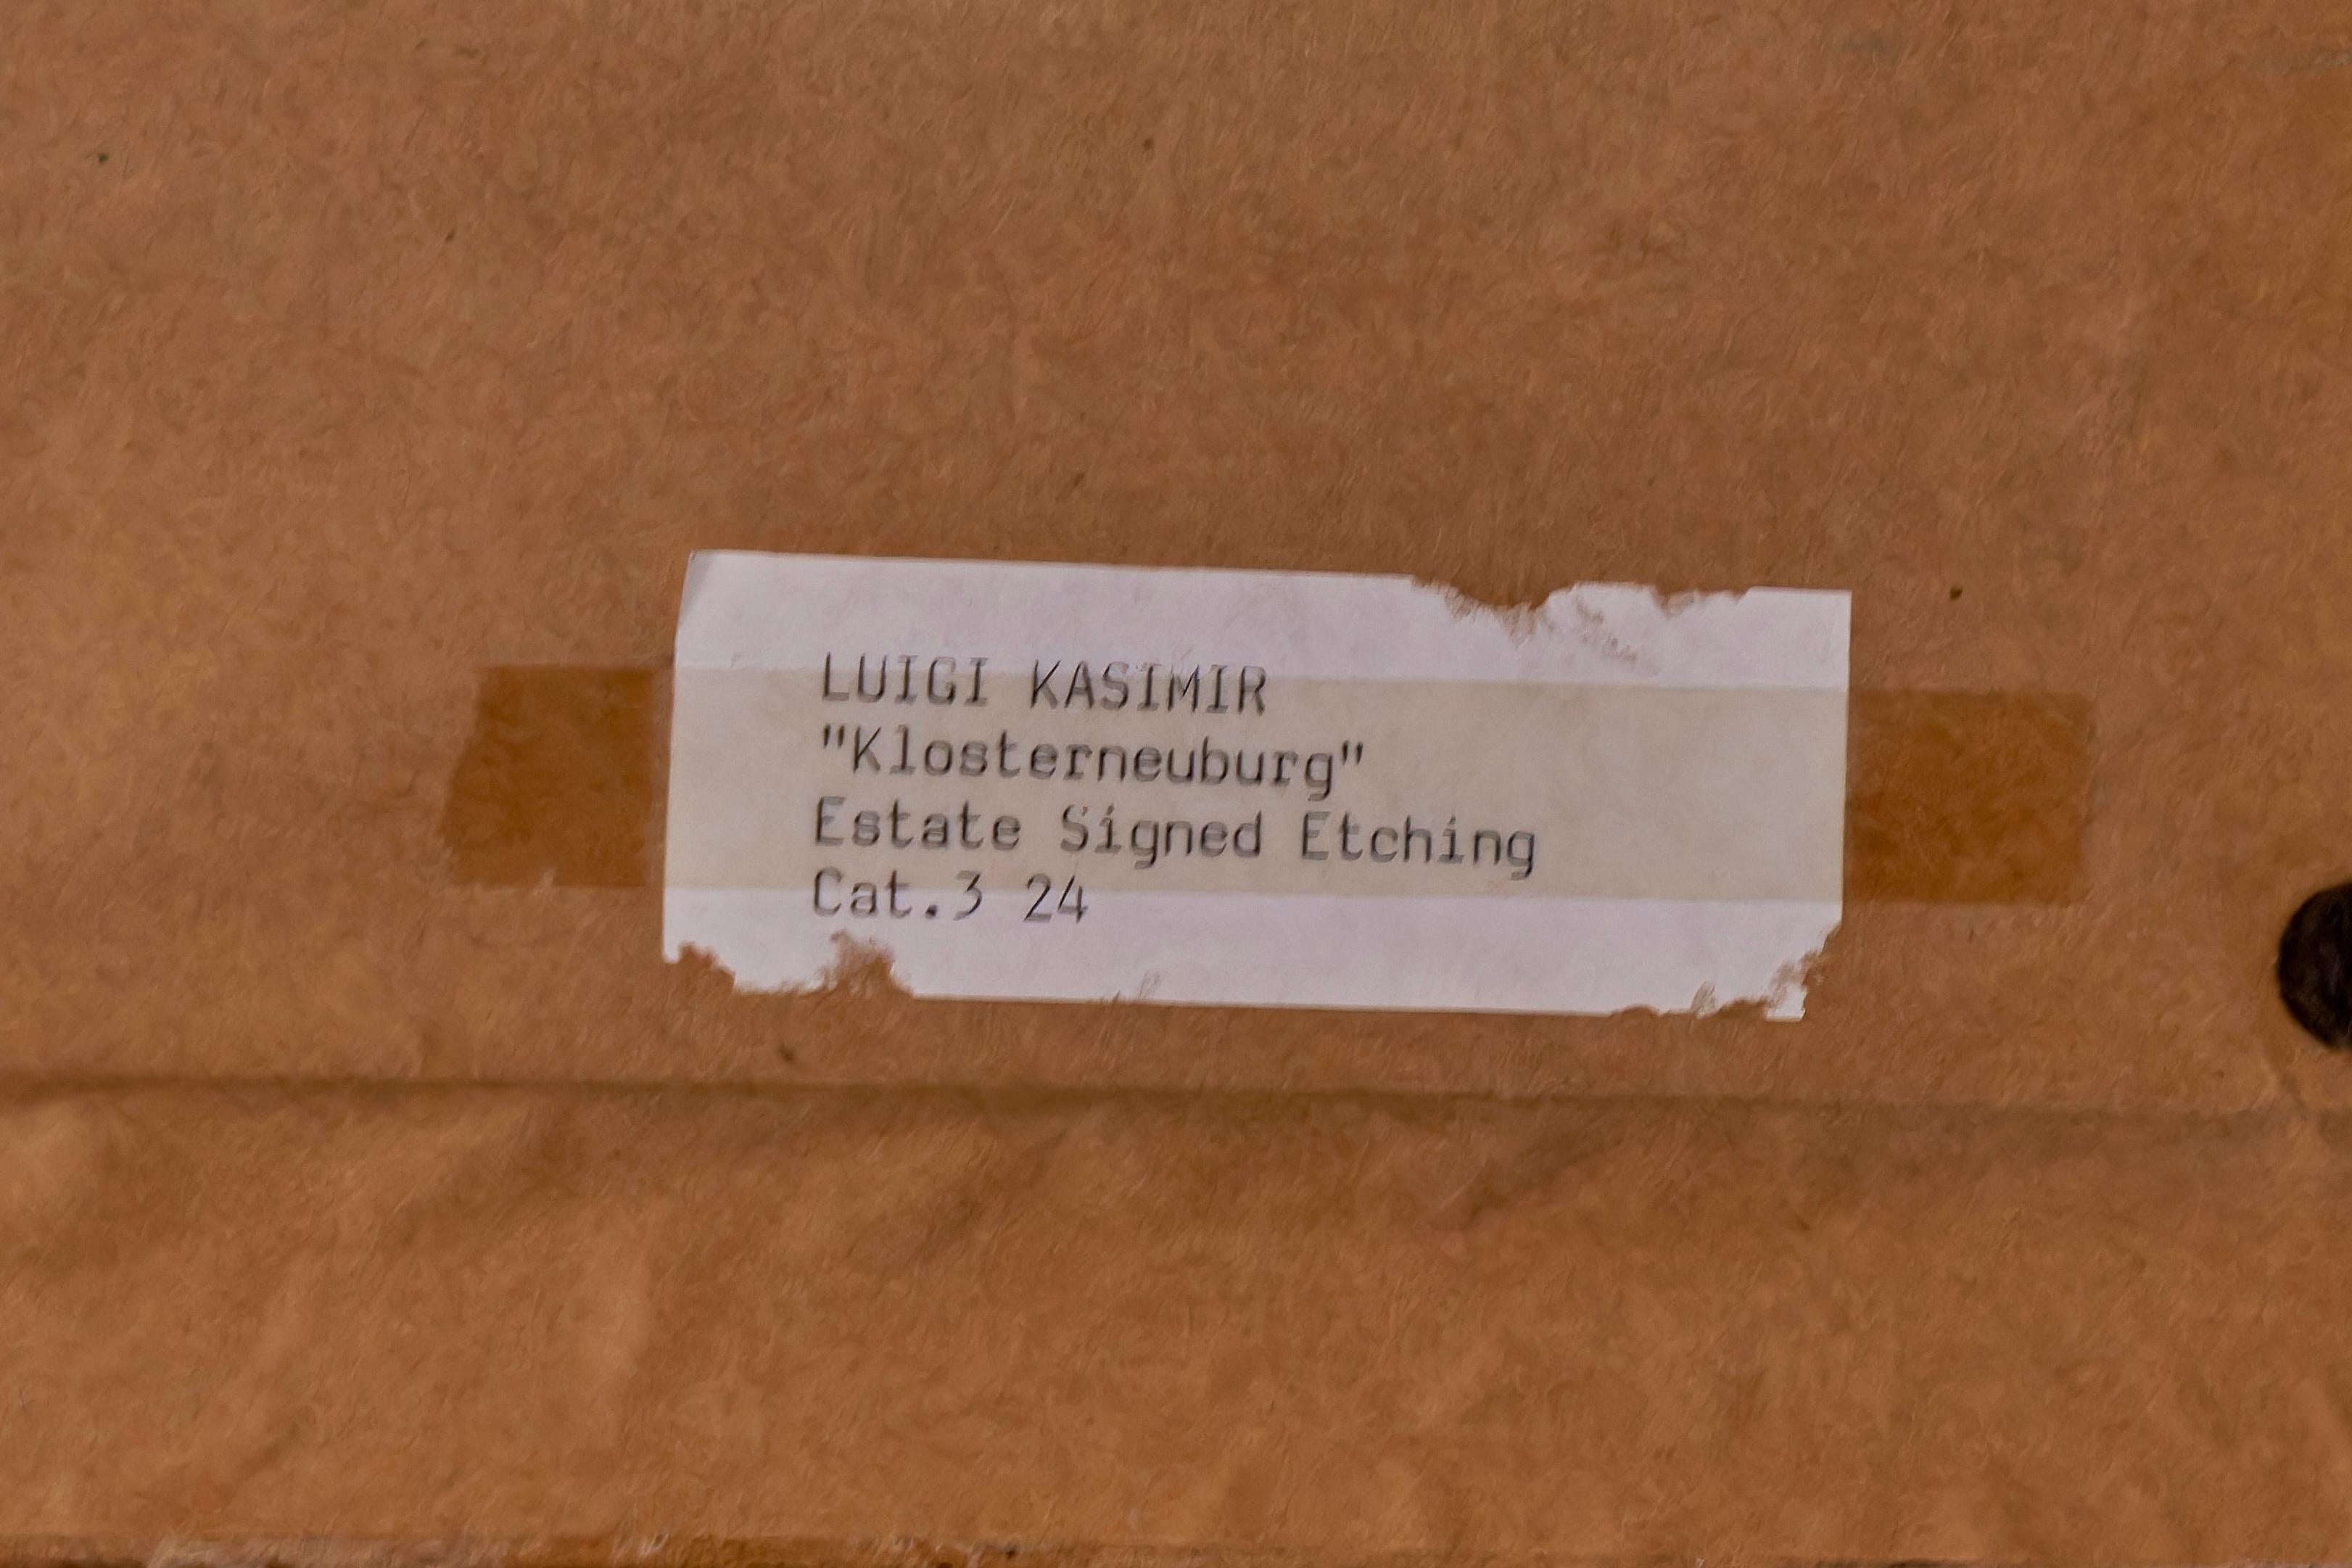 LUIGI KASIMIR
"Klosterneuburg"
Estate Signed Etching
Cat.3 24